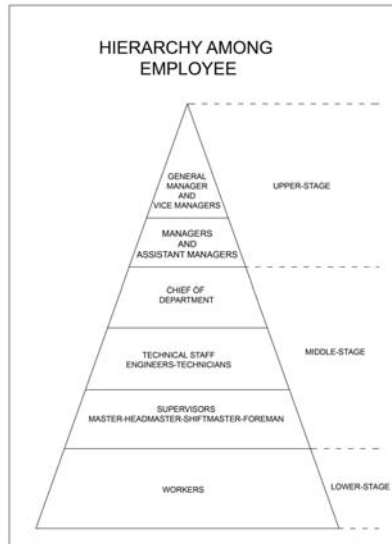 HIERARCHY AMONG
EMPLOYEE
GENERAL
MANAGER
AND
VICE MANAGERS
UPPER-STAGE
MANAGERS
AND
ASSISTANT MANAGERS
CHIEF OF
DEPARTMENT
MIDDLE-STAGE
TECHNICAL STAFF
ENGINEERS-TECHNICIANS
SUPERVISORS
MASTER-HEADMASTER-SHIFTMASTER-FOREMAN
WORKERS
LOWER-STAGE